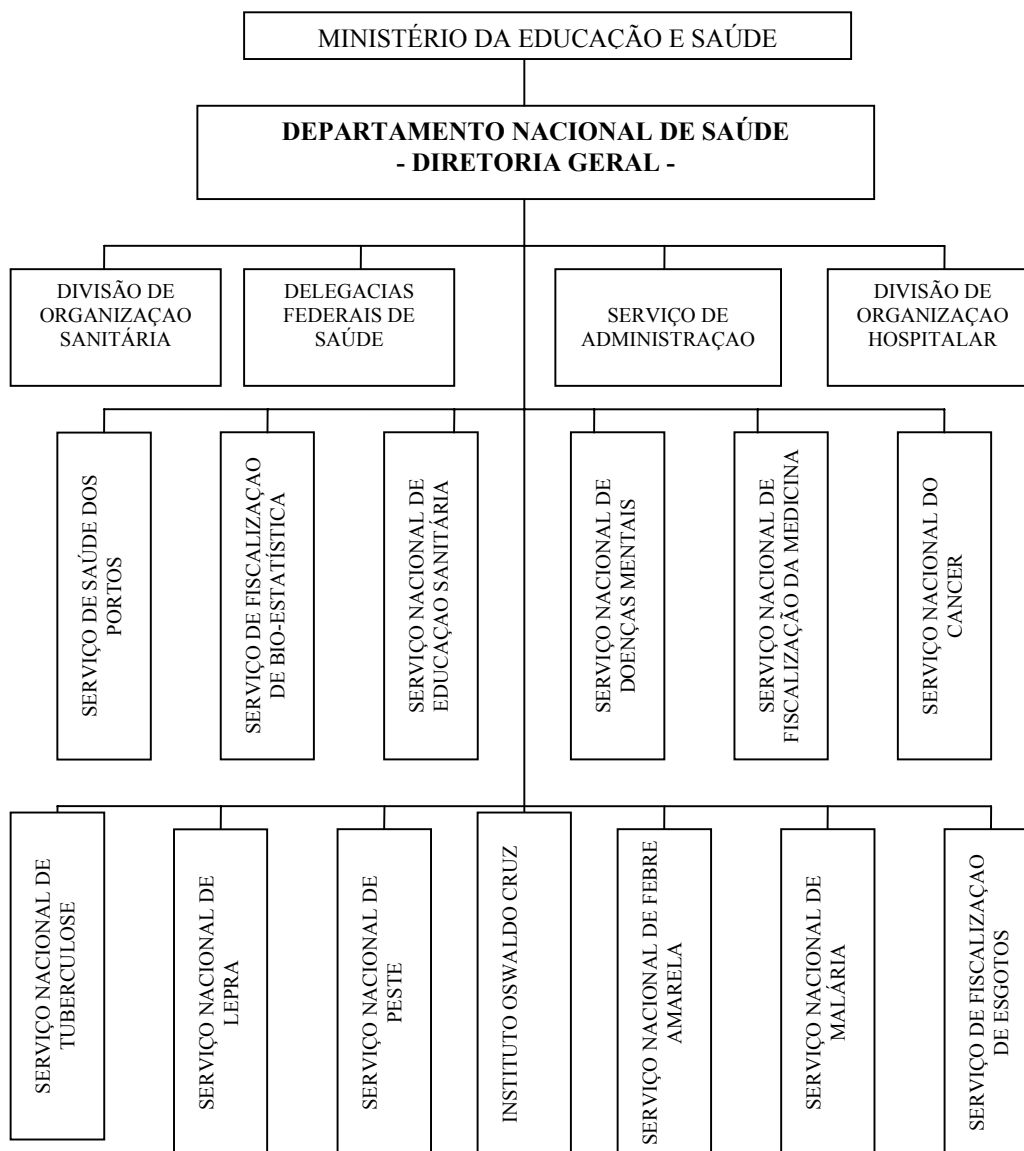 MINISTÉRIO DA EDUCAÇÃO E SAÚDE
DEPARTAMENTO NACIONAL DE SAÚDE
- DIRETORIA GERAL -
DIVISÃO DE
ORGANIZAÇAO
SANITÁRIA
DELEGACIAS
FEDERAIS DE
SAÚDE
SERVIÇO DE
ADMINISTRAÇAO
DIVISÃO DE
ORGANIZAÇAO
HOSPITALAR
SERVIÇO DE SAÚDE DOS
PORTOS
SERVIÇO DE FISCALIZAÇAO
DE BIO-ESTATÍSTICA
SERVIÇO NACIONAL DE
EDUCAÇAO SANITÁRIA
SERVIÇO NACIONAL DE
DOENÇAS MENTAIS
SERVIÇO NACIONAL DE
FISCALIZAÇÃO DA MEDICINA
SERVIÇO NACIONAL DO
CANCER
SERVIÇO NACIONAL DE
TUBERCULOSE
SERVIÇO NACIONAL DE
LEPRA
SERVIÇO NACIONAL DE
PESTE
INSTITUTO OSWALDO CRUZ
SERVIÇO NACIONAL DE FEBRE
AMARELA
SERVIÇO NACIONAL DE
MALÁRIA
SERVIÇO DE FISCALIZAÇAO
DE ESGOTOS